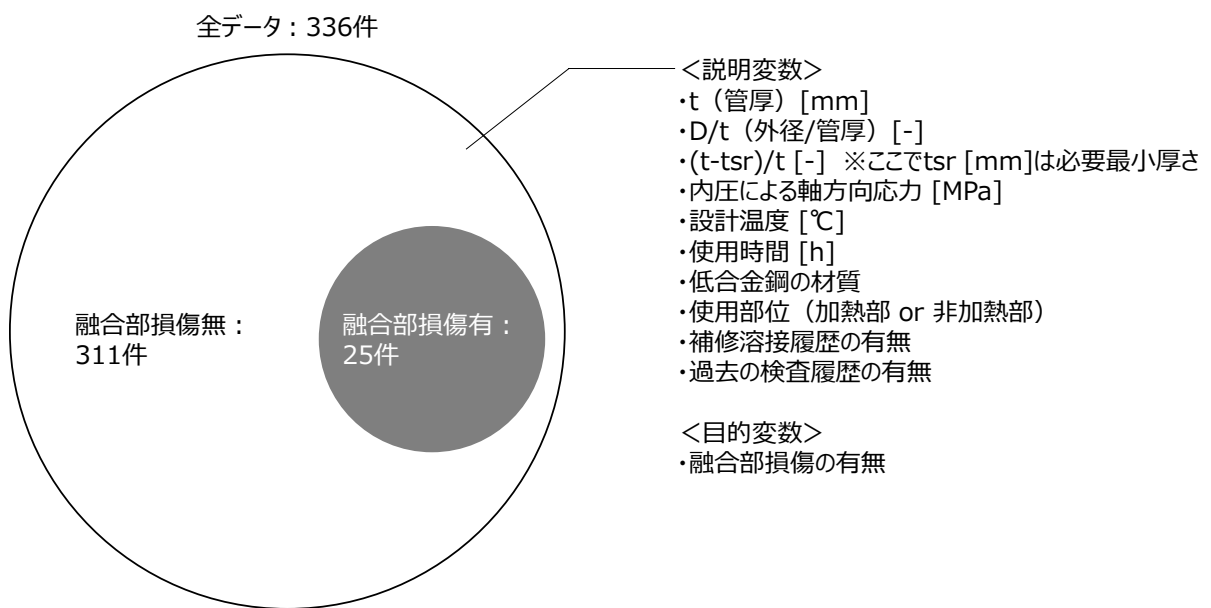 全データ：336件
融合部損傷無：
311件
融合部損傷有：
25件
＜説明変数＞
・t（管厚）[mm]
・D/t（外径/管厚）[-]
・(t-tsr)/t [-]　※ここでtsr [mm]は必要最小厚さ
・内圧による軸方向応力 [MPa]
・設計温度 [℃]
・使用時間 [h]
・低合金鋼の材質
・使用部位（加熱部 or 非加熱部）
・補修溶接履歴の有無
・過去の検査履歴の有無
＜目的変数＞
・融合部損傷の有無